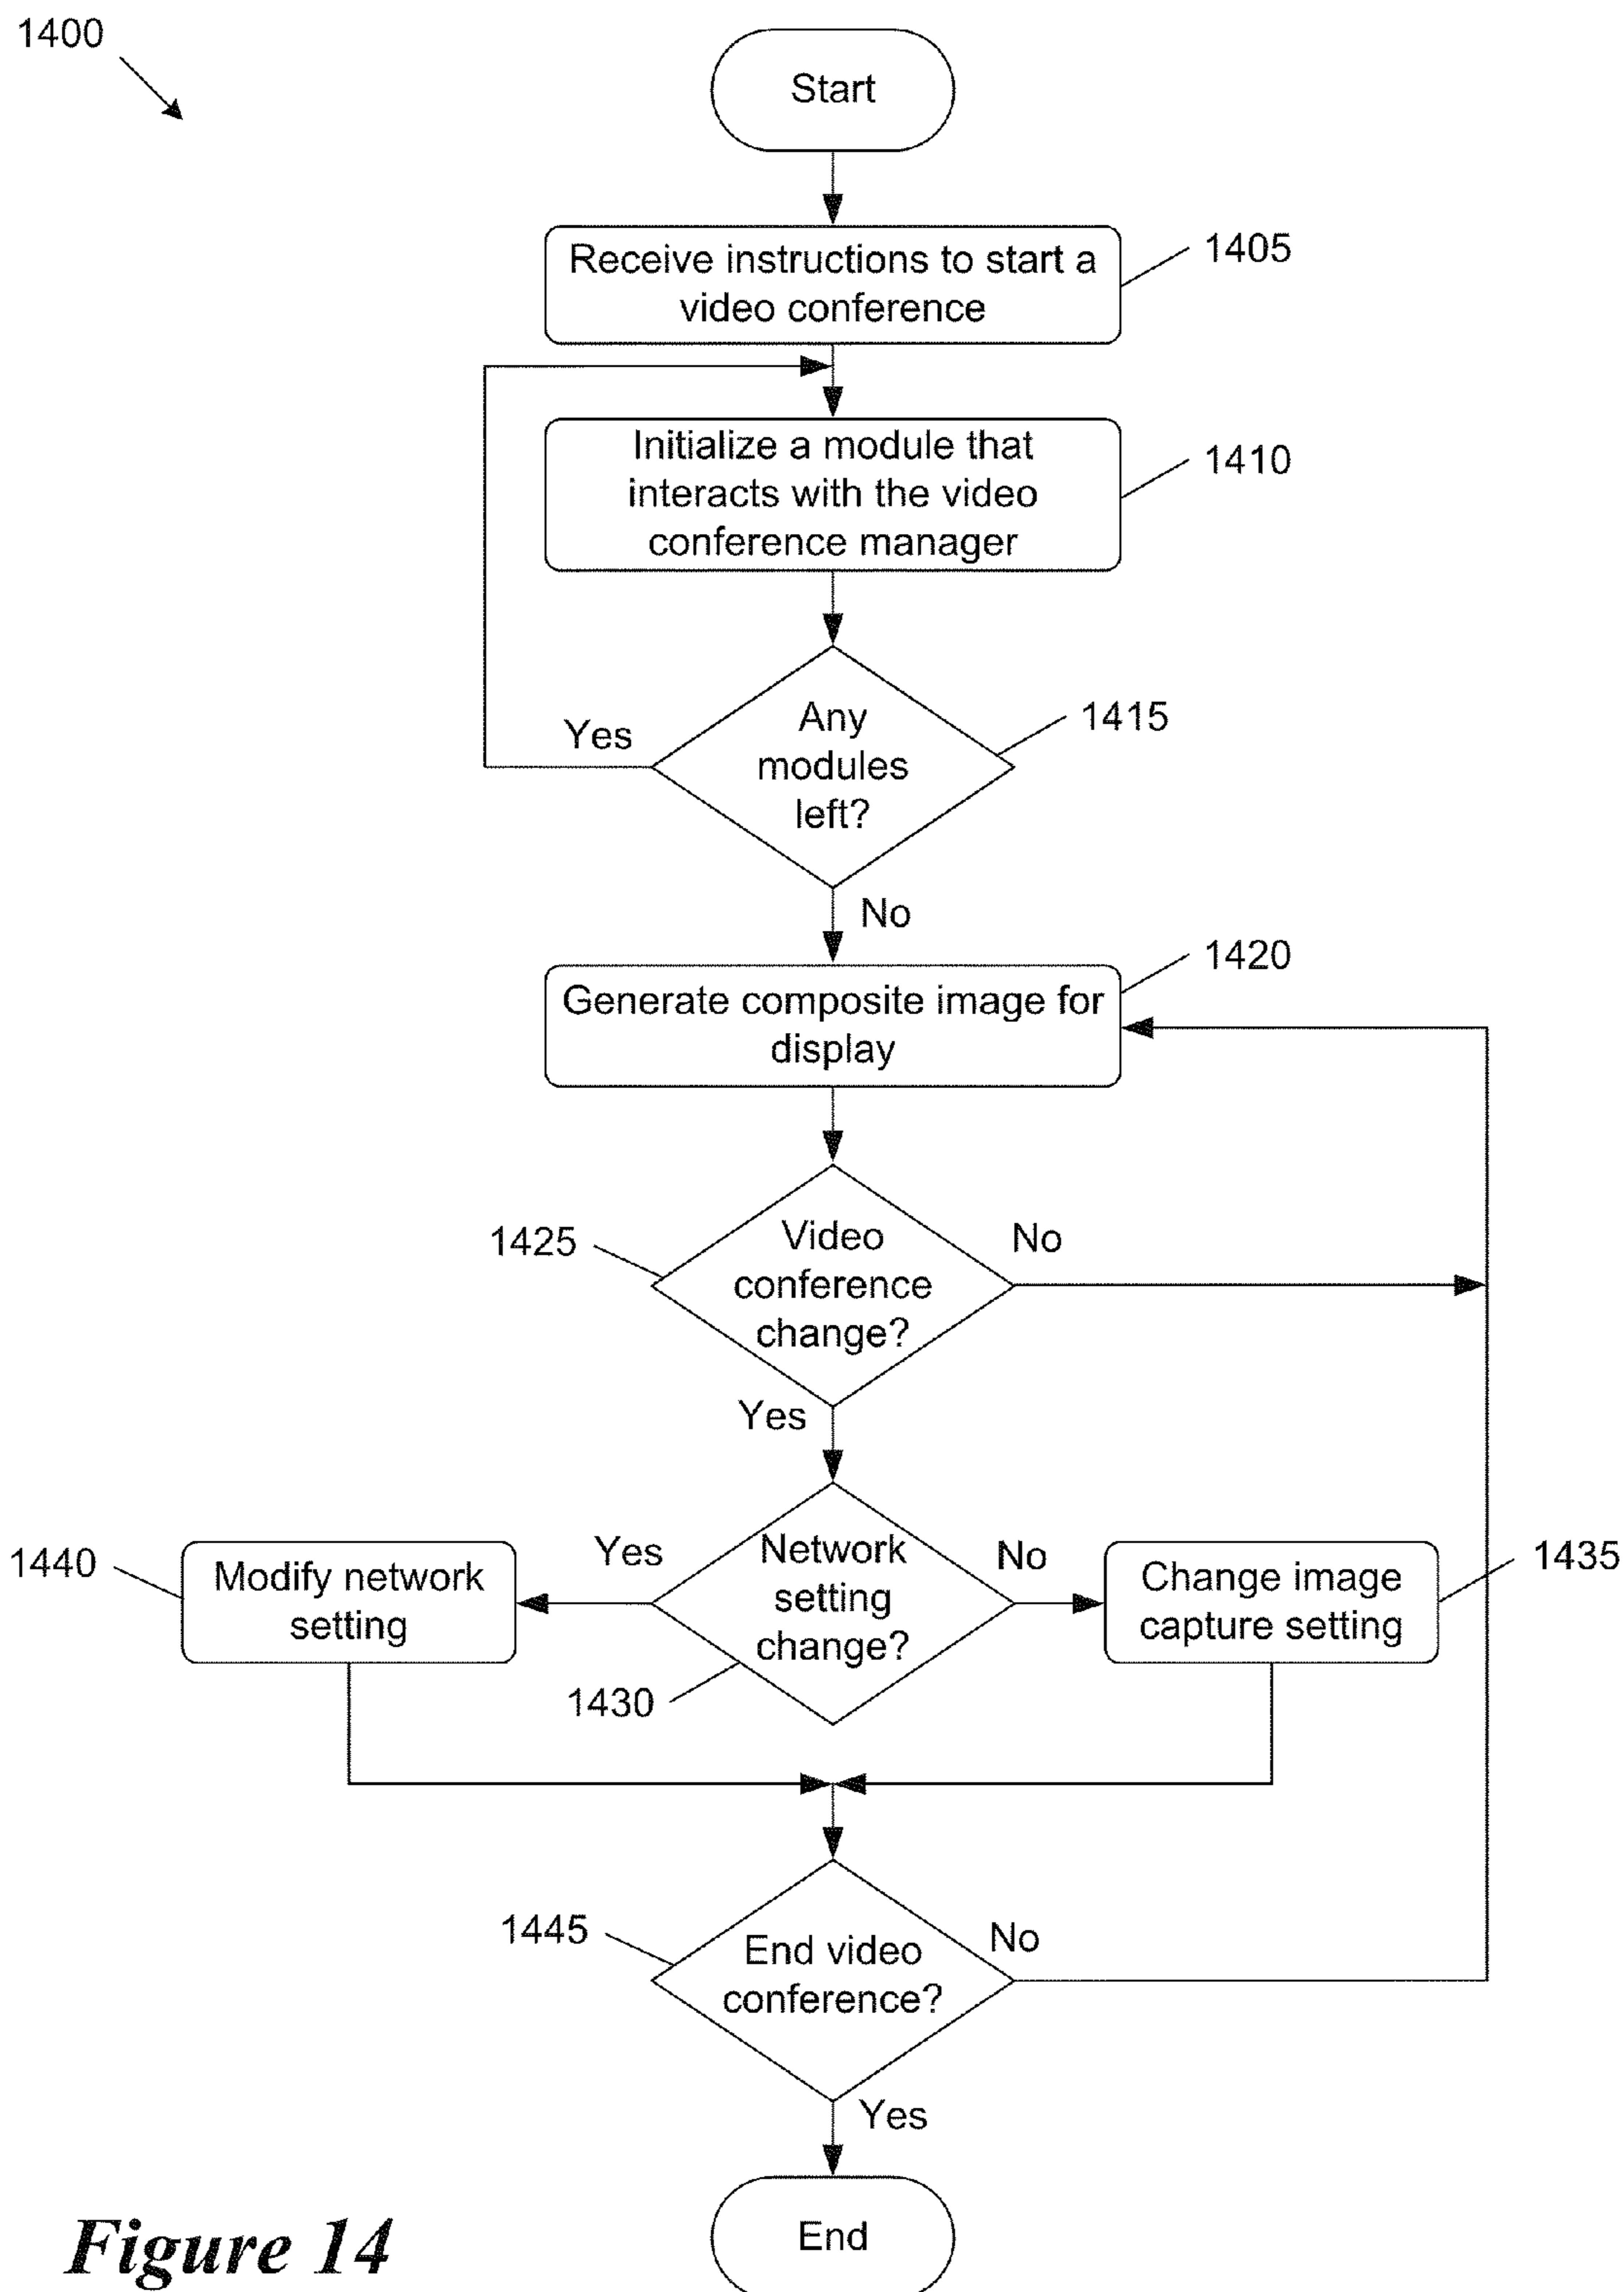 1400
Start
Receive instructions to start a
video conference
1405
Initialize a module that
interacts with the video
conference manager
1410
Any
modules
left?
1415
Yes
No
Generate composite image for
display
1420
Video
conference
change?
1425
No
Yes
Network
setting
change?
1430
Yes
No
Modify network
setting
1440
Change image
capture setting
1435
End video
conference?
1445
No
Yes
End
Figure 14